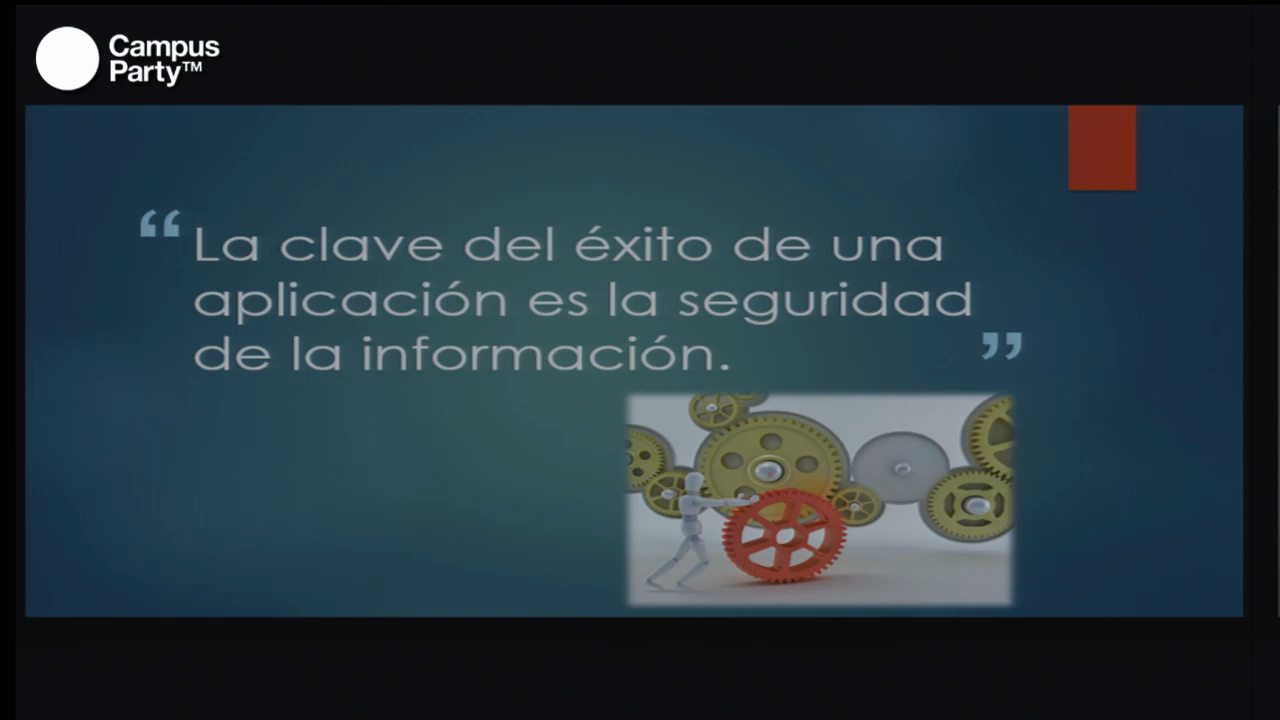 Campus
Party™
“La clave del éxito de una
aplicación es la seguridad
de la información.”